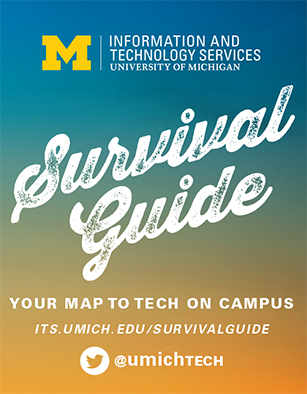 M
INFORMATION AND
TECHNOLOGY SERVICES
UNIVERSITY OF MICHIGAN
Survival
Guide
YOUR MAP TO TECH ON CAMPUS
ITS.UMICH.EDU/SURVIVALGUIDE
@umichTECH